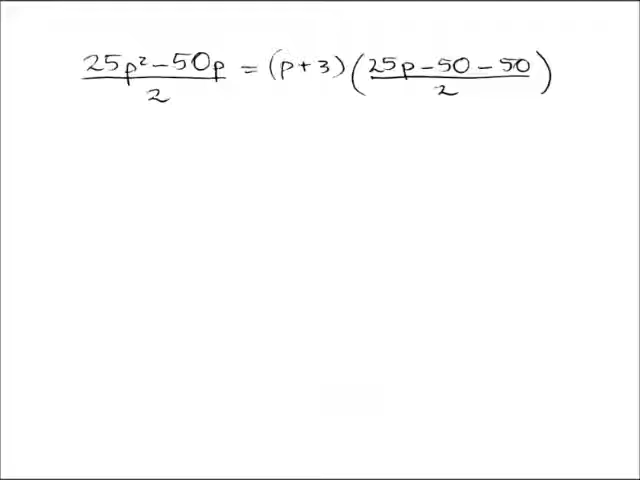 (25p² − 50p)/2 = (p + 3) ((25p − 50 − 50)/2)